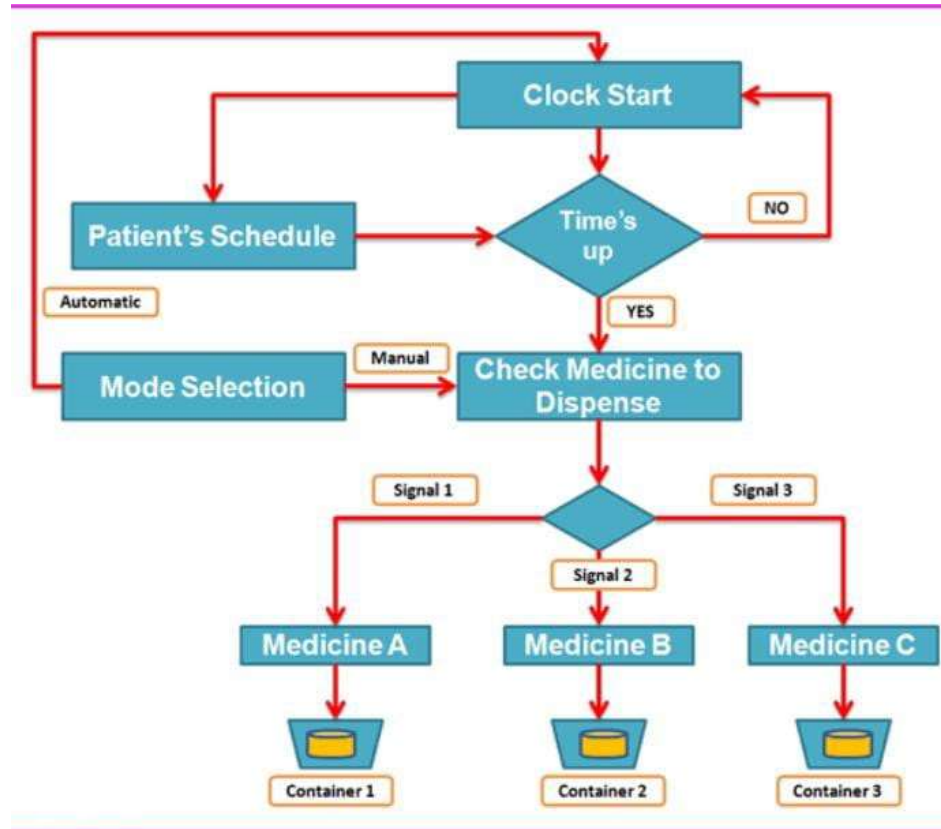 Clock Start
Patient's Schedule
Time's
up
NO
Automatic
YES
Mode Selection
Manual
Check Medicine to
Dispense
Signal 1
Signal 3
Signal 2
Medicine A
Medicine B
Medicine C
Container 1
Container 2
Container 3